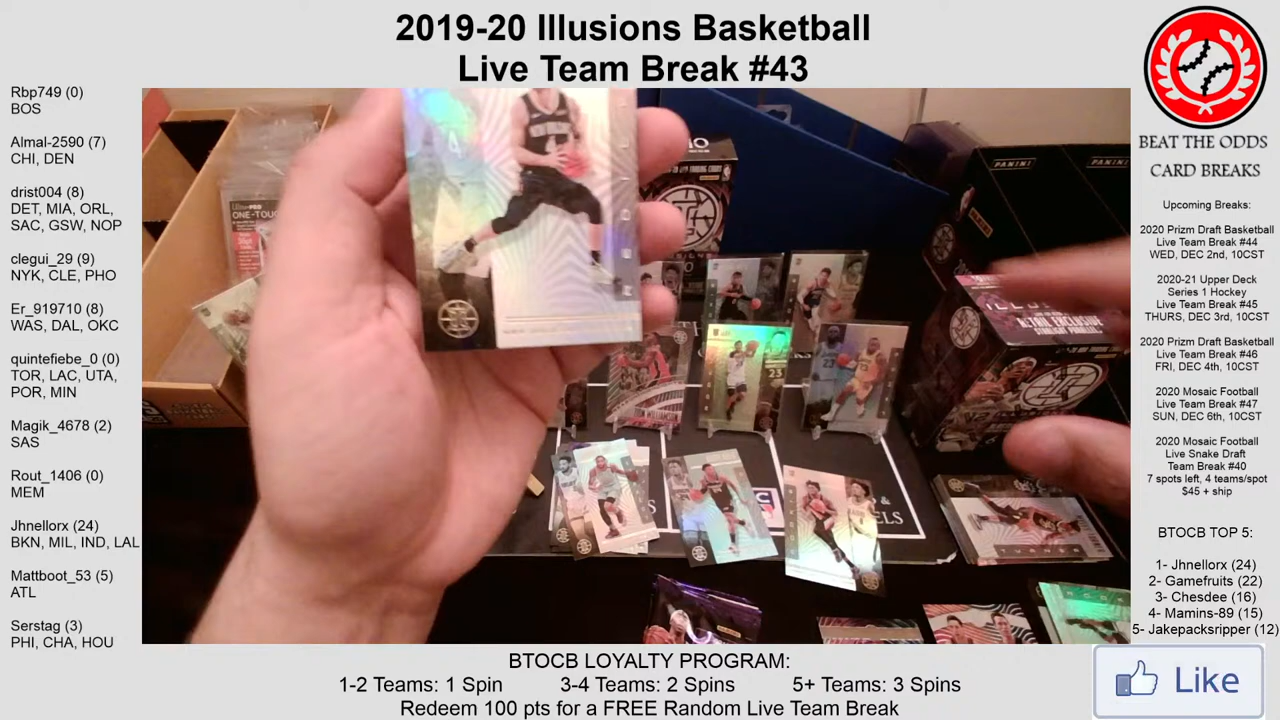 2019-20 Illusions Basketball
Live Team Break #43
Rbp749 (0)
BOS
Almal-2590 (7)
CHI, DEN
drist004 (8)
DET, MIA, ORL,
SAC, GSW, NOP
clegui_29 (9)
NYK, CLE, PHO
Er_919710 (8)
WAS, DAL, OKC
quintefiebe_0 (0)
TOR, LAC, UTA,
POR, MIN
Magik_4678 (2)
SAS
Rout_1406 (0)
MEM
Jhnellorx (24)
BKN, MIL, IND, LAL
Mattboot_53 (5)
ATL
Serstag (3)
PHI, CHA, HOU
ONE-TOUCH
PANINI
PANINI
RETAIL EXCLUSIVE
23
TURNER
BEAT THE ODDS
CARD BREAKS
Upcoming Breaks:
2020 Prizm Draft Basketball
Live Team Break #44
WED, DEC 2nd, 10CST
2020-21 Upper Deck
Series 1 Hockey
Live Team Break #45
THURS, DEC 3rd, 10CST
2020 Prizm Draft Basketball
Live Team Break #46
FRI, DEC 4th, 10CST
2020 Mosaic Football
Live Team Break #47
SUN, DEC 6th, 10CST
2020 Mosaic Football
Live Snake Draft
Team Break #40
7 spots left, 4 teams/spot
$45 + ship
BTOCB TOP 5:
1- Jhnellorx (24)
2- Gamefruits (22)
3- Chesdee (16)
4- Mamins-89 (15)
5- Jakepacksripper (12)
BTOCB LOYALTY PROGRAM:
1-2 Teams: 1 Spin 3-4 Teams: 2 Spins 5+ Teams: 3 Spins
Redeem 100 pts for a FREE Random Live Team Break
Like